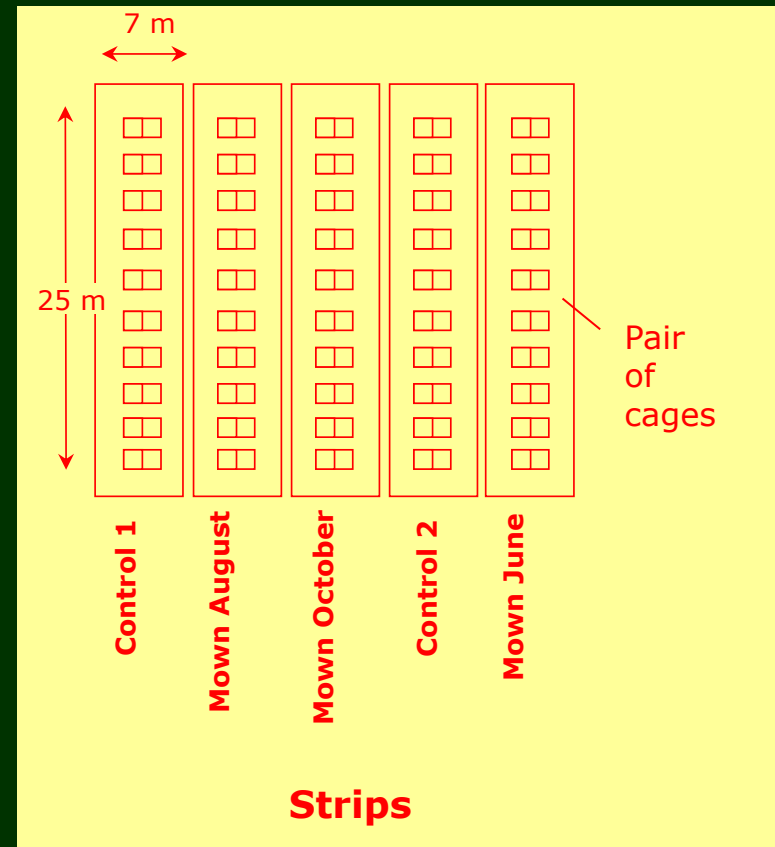 7 m
25 m
Pair
of
cages
Control 1
Mown August
Mown October
Control 2
Mown June
Strips